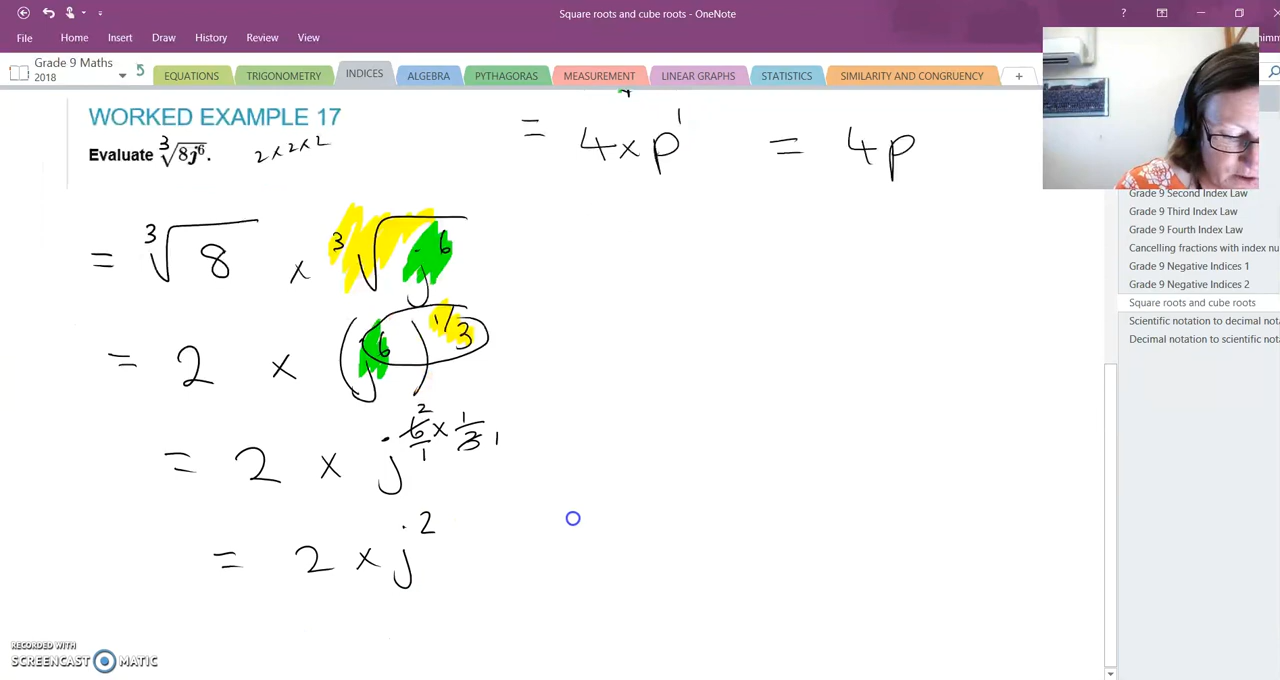 Square roots and cube roots - OneNote
?
File Home Insert Draw History Review View
Grade 9 Maths
2018
EQUATIONS TRIGONOMETRY INDICES ALGEBRA PYTHAGORAS MEASUREMENT LINEAR GRAPHS STATISTICS SIMILARITY AND CONGRUENCY +
WORKED EXAMPLE 17
Evaluate ∛8j⁶.
2×2×2
= 4 × p¹ = 4p
= ∛8 × ∛j⁶
= 2 × (j⁶)^1/3
= 2 × j^(6/1 × 1/3) 2 1
= 2 × j²
Grade 9 Second Index Law
Grade 9 Third Index Law
Grade 9 Fourth Index Law
Cancelling fractions with index nu
Grade 9 Negative Indices 1
Grade 9 Negative Indices 2
Square roots and cube roots
Scientific notation to decimal nota
Decimal notation to scientific nota
RECORDED WITH
SCREENCAST MATIC